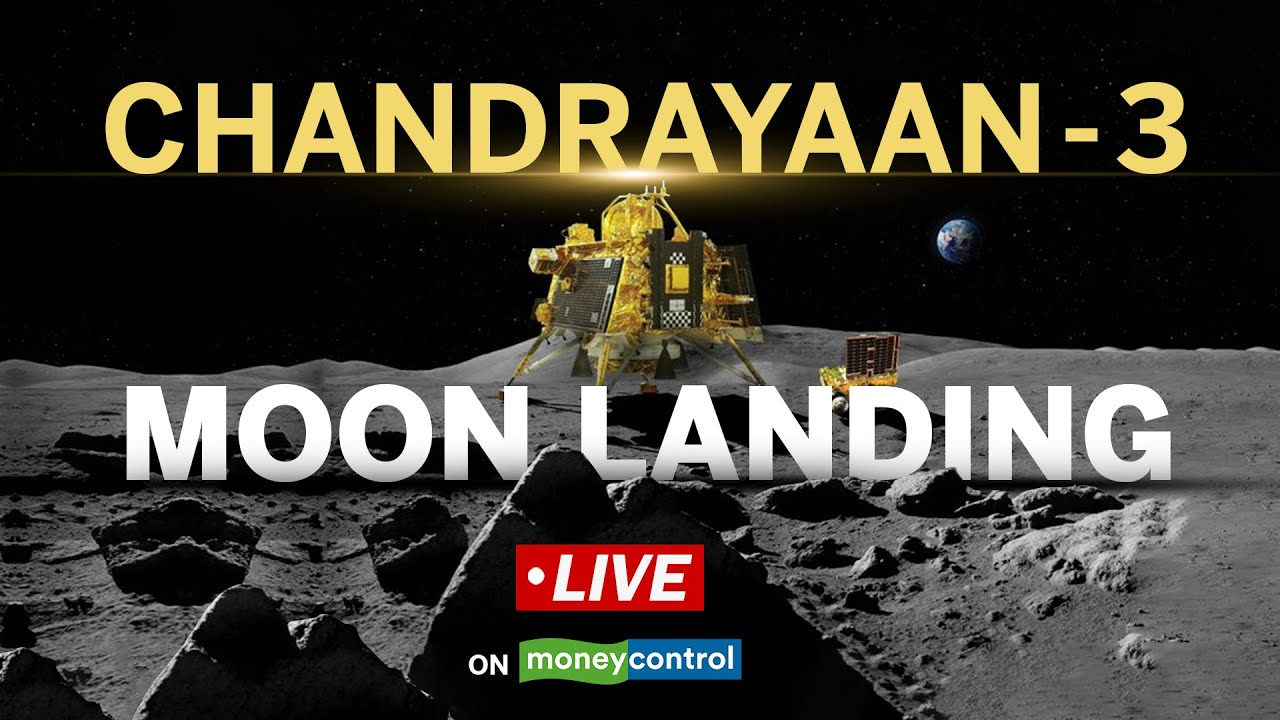 CHANDRAYAAN - 3
MOON LANDING
•LIVE
ON moneycontrol